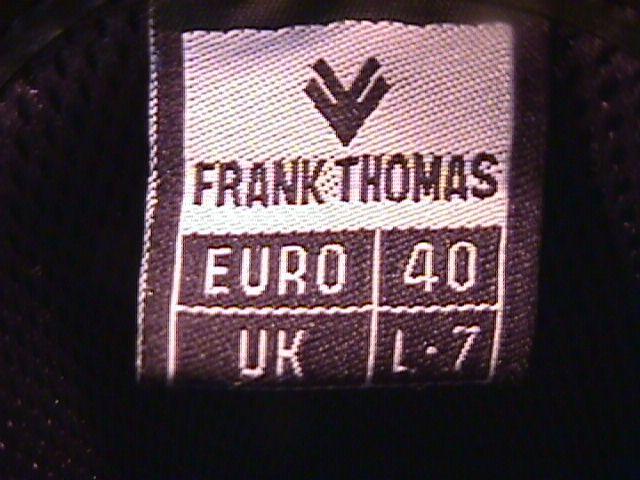 FRANK THOMAS
EURO 40
UK L-7